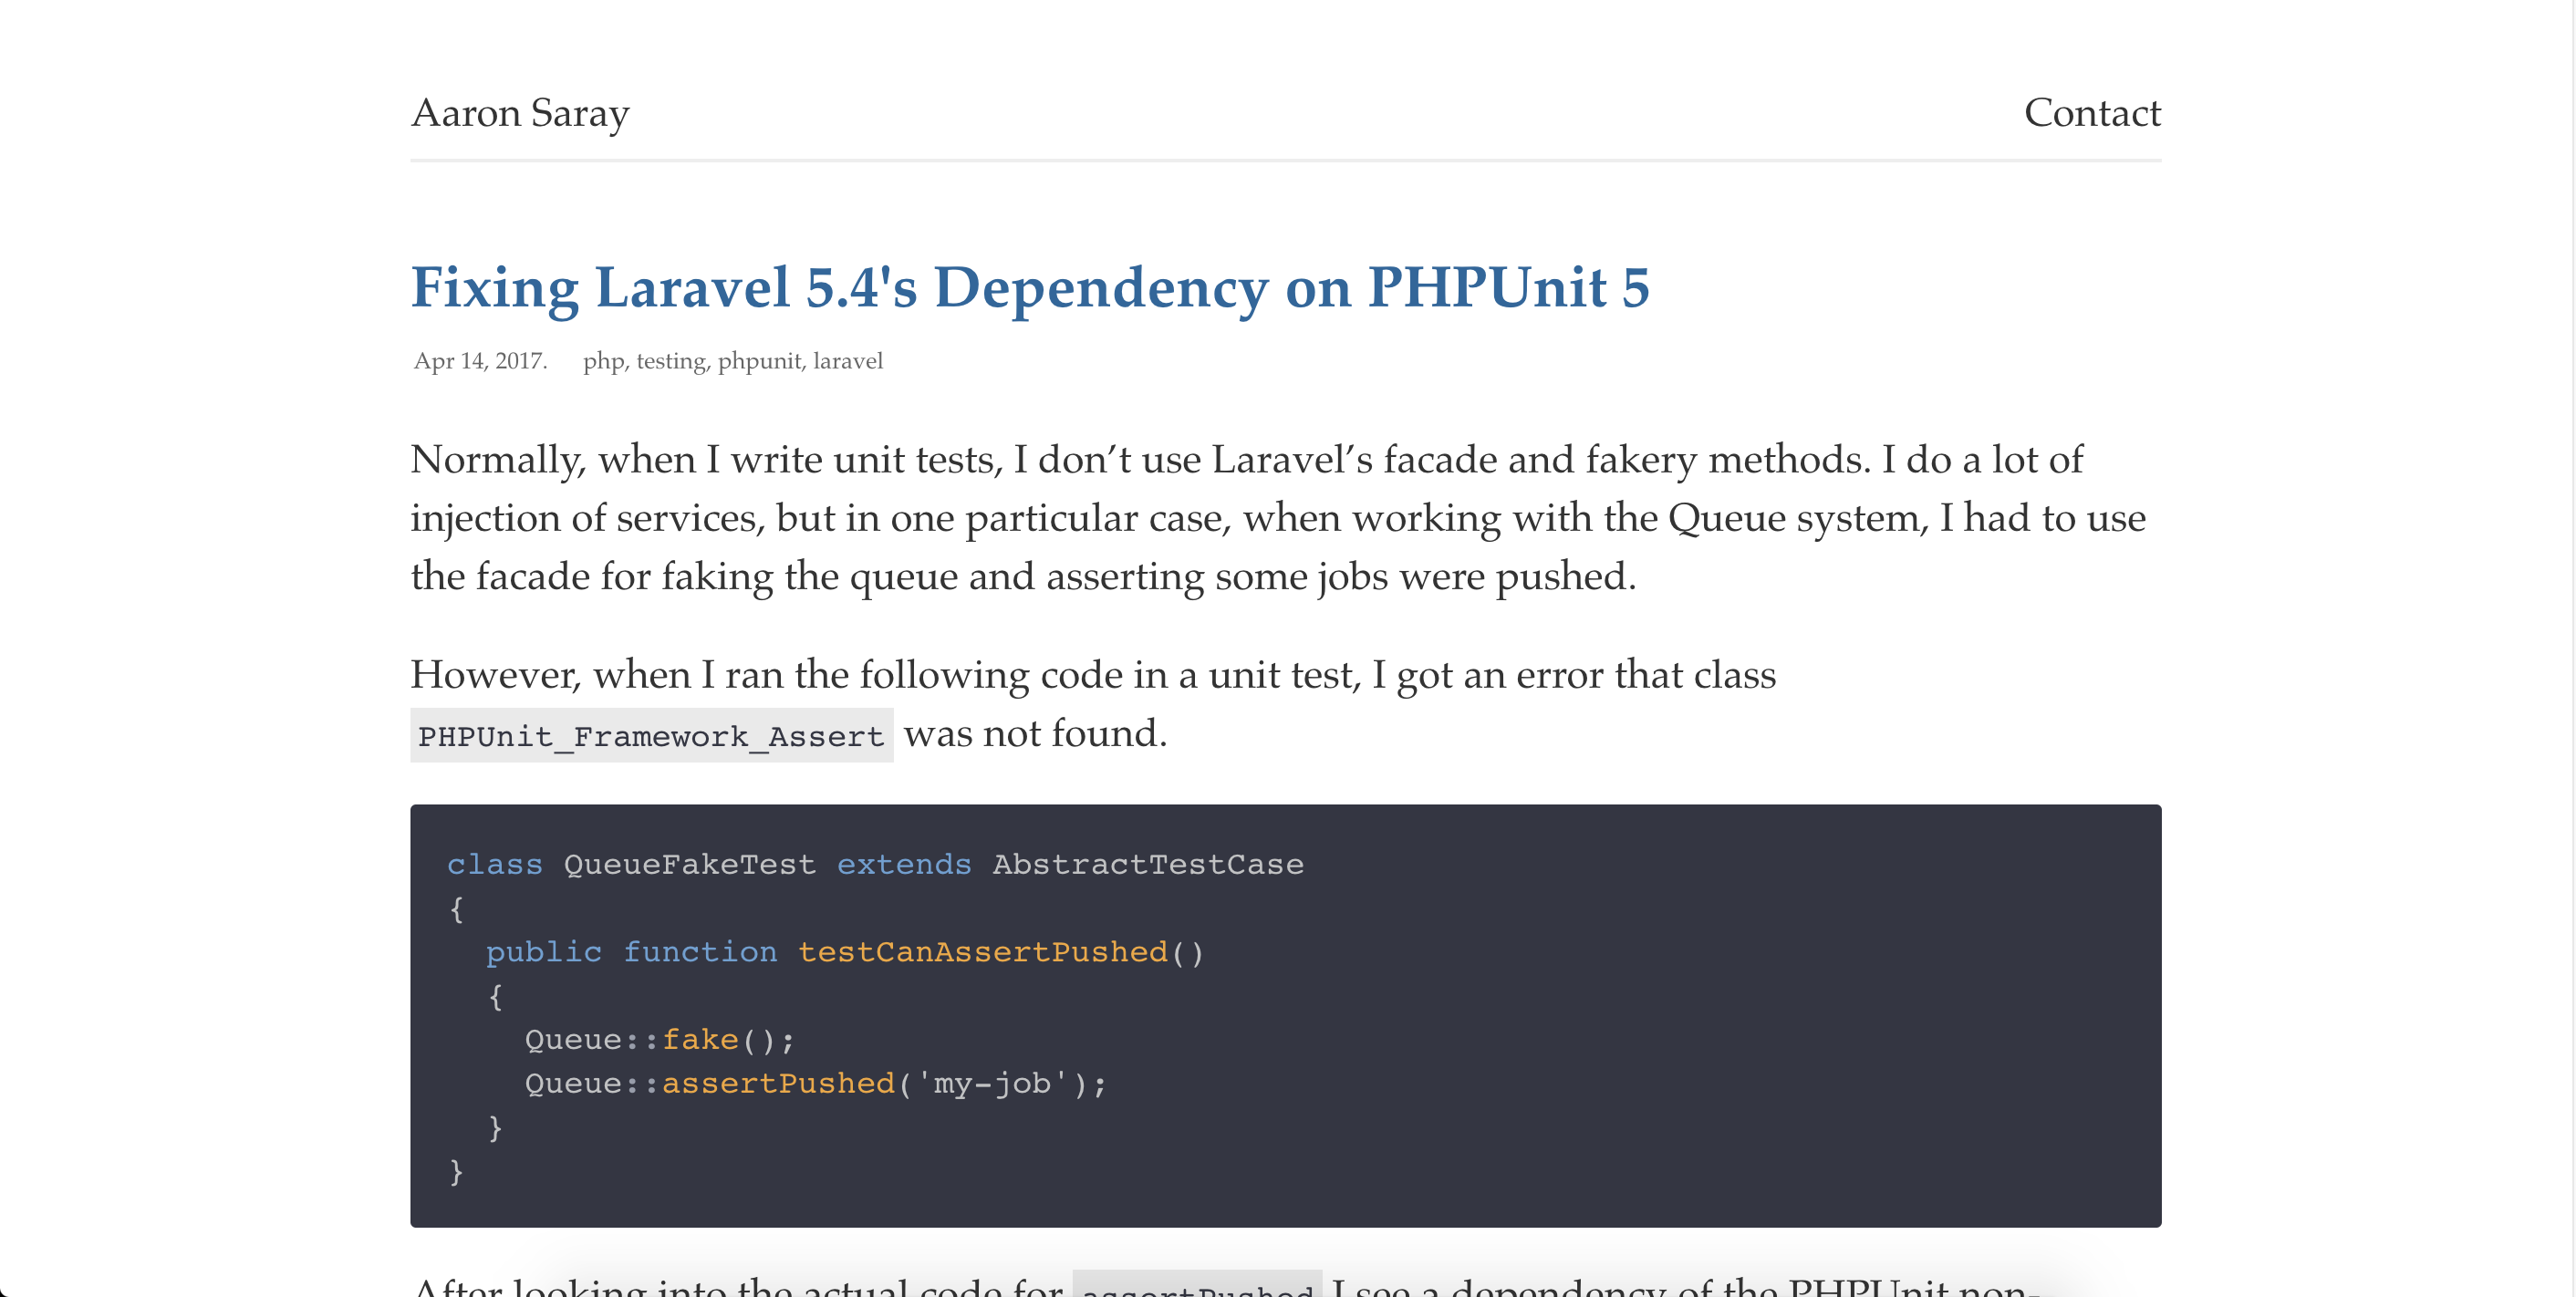 Aaron Saray
Contact
Fixing Laravel 5.4's Dependency on PHPUnit 5
Apr 14, 2017. php, testing, phpunit, laravel
Normally, when I write unit tests, I don’t use Laravel’s facade and fakery methods. I do a lot of
injection of services, but in one particular case, when working with the Queue system, I had to use
the facade for faking the queue and asserting some jobs were pushed.
However, when I ran the following code in a unit test, I got an error that class
PHPUnit_Framework_Assert was not found.
class QueueFakeTest extends AbstractTestCase
{
  public function testCanAssertPushed()
  {
    Queue::fake();
    Queue::assertPushed('my-job');
  }
}
After looking into the actual code for assertPushed I see a dependency of the PHPUnit non-